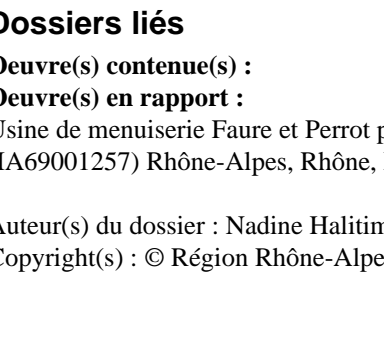 Dossiers liés
Oeuvre(s) contenue(s) :
Oeuvre(s) en rapport :
Usine de menuiserie Faure et Perrot
IA69001257) Rhône-Alpes, Rhône,
Auteur(s) du dossier : Nadine Halitim
Copyright(s) : © Région Rhône-Alpe